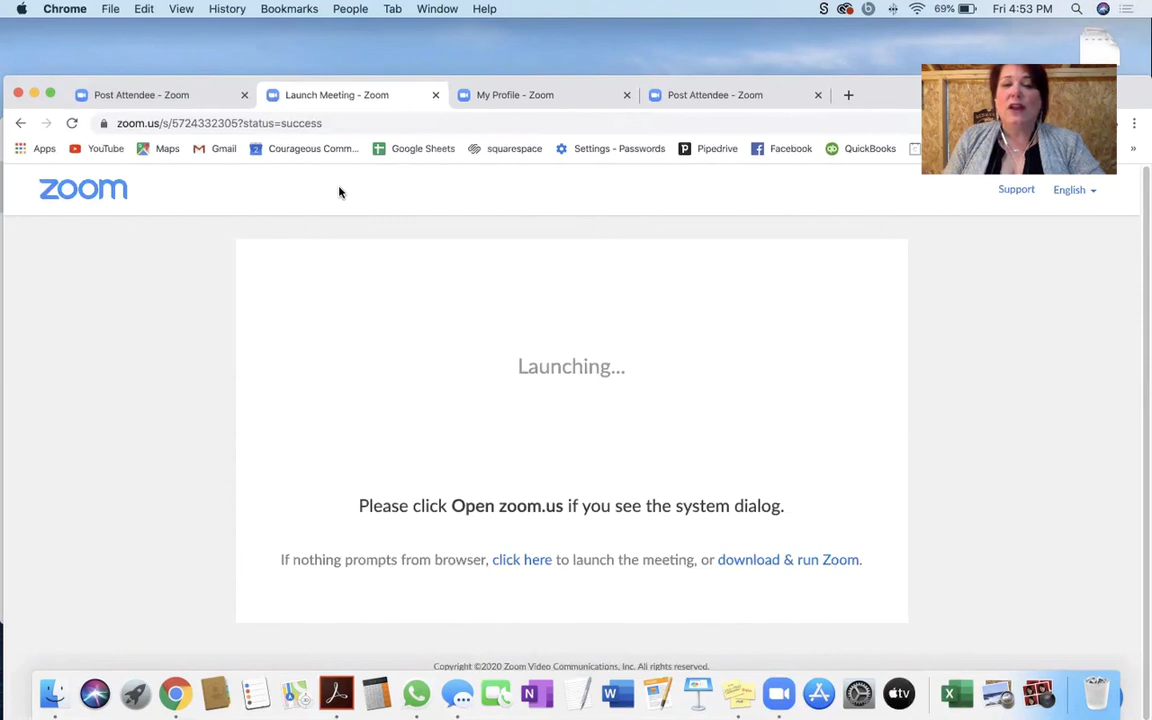 Chrome File Edit View History Bookmarks People Tab Window Help 69% Fri 4:53 PM
Post Attendee - Zoom Launch Meeting - Zoom My Profile - Zoom Post Attendee - Zoom
zoom.us/s/5724332305?status=success
Apps YouTube Maps Gmail Courageous Comm... Google Sheets squarespace Settings - Passwords Pipedrive Facebook QuickBooks
zoom Support English
Launching...
Please click Open zoom.us if you see the system dialog.
If nothing prompts from browser, click here to launch the meeting, or download & run Zoom.
Copyright ©2020 Zoom Video Communications, Inc. All rights reserved.
tv